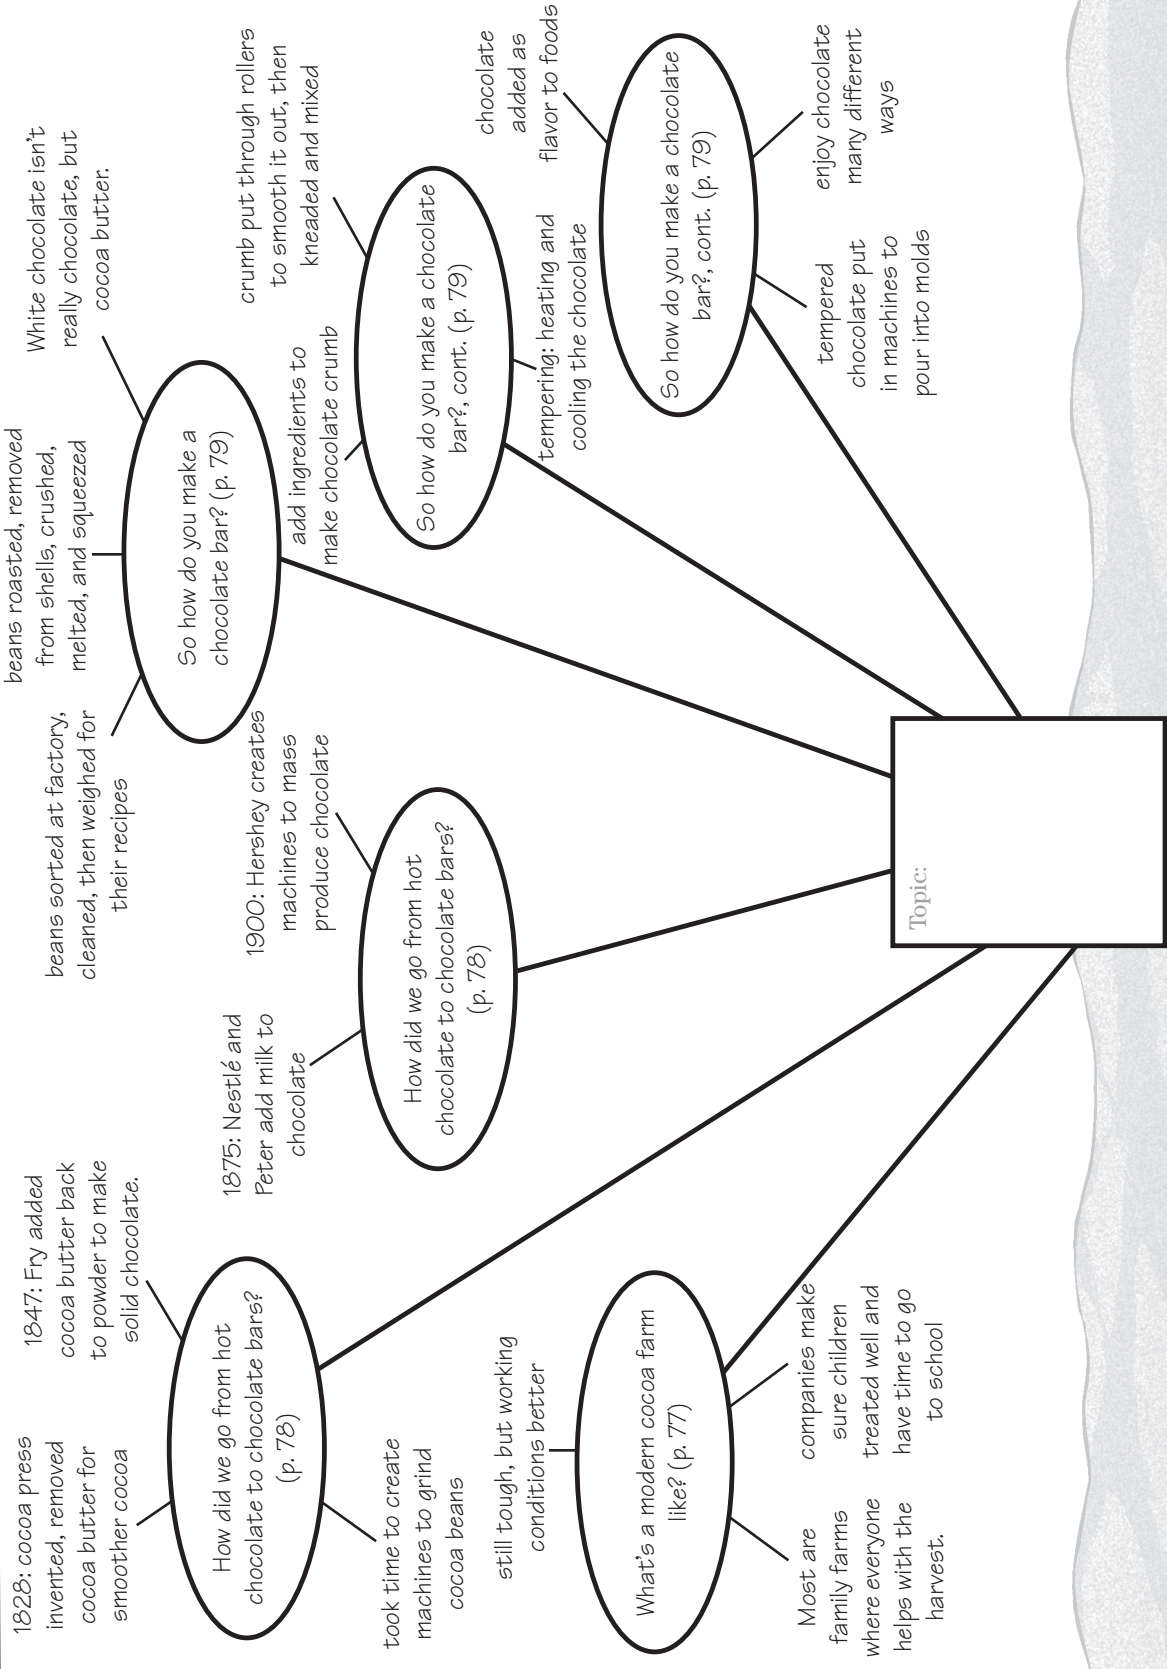 What's a modern cocoa farm
like? (p. 77)
Most are
family farms
where everyone
helps with the
harvest.
still tough, but working
conditions better
companies make
sure children
treated well and
have time to go
to school
How did we go from hot
chocolate to chocolate bars?
(p. 78)
took time to create
machines to grind
cocoa beans
1828: cocoa press
invented, removed
cocoa butter for
smoother cocoa
1847: Fry added
cocoa butter back
to powder to make
solid chocolate.
How did we go from hot
chocolate to chocolate bars?
(p. 78)
1875: Nestlé and
Peter add milk to
chocolate
1900: Hershey creates
machines to mass
produce chocolate
So how do you make a
chocolate bar? (p. 79)
beans sorted at factory,
cleaned, then weighed for
their recipes
beans roasted, removed
from shells, crushed,
melted, and squeezed
White chocolate isn't
really chocolate, but
cocoa butter.
So how do you make a chocolate
bar?, cont. (p. 79)
add ingredients to
make chocolate crumb
crumb put through rollers
to smooth it out, then
kneaded and mixed
tempering: heating and
cooling the chocolate
So how do you make a chocolate
bar?, cont. (p. 79)
tempered
chocolate put
in machines to
pour into molds
chocolate
added as
flavor to foods
enjoy chocolate
many different
ways
Topic: